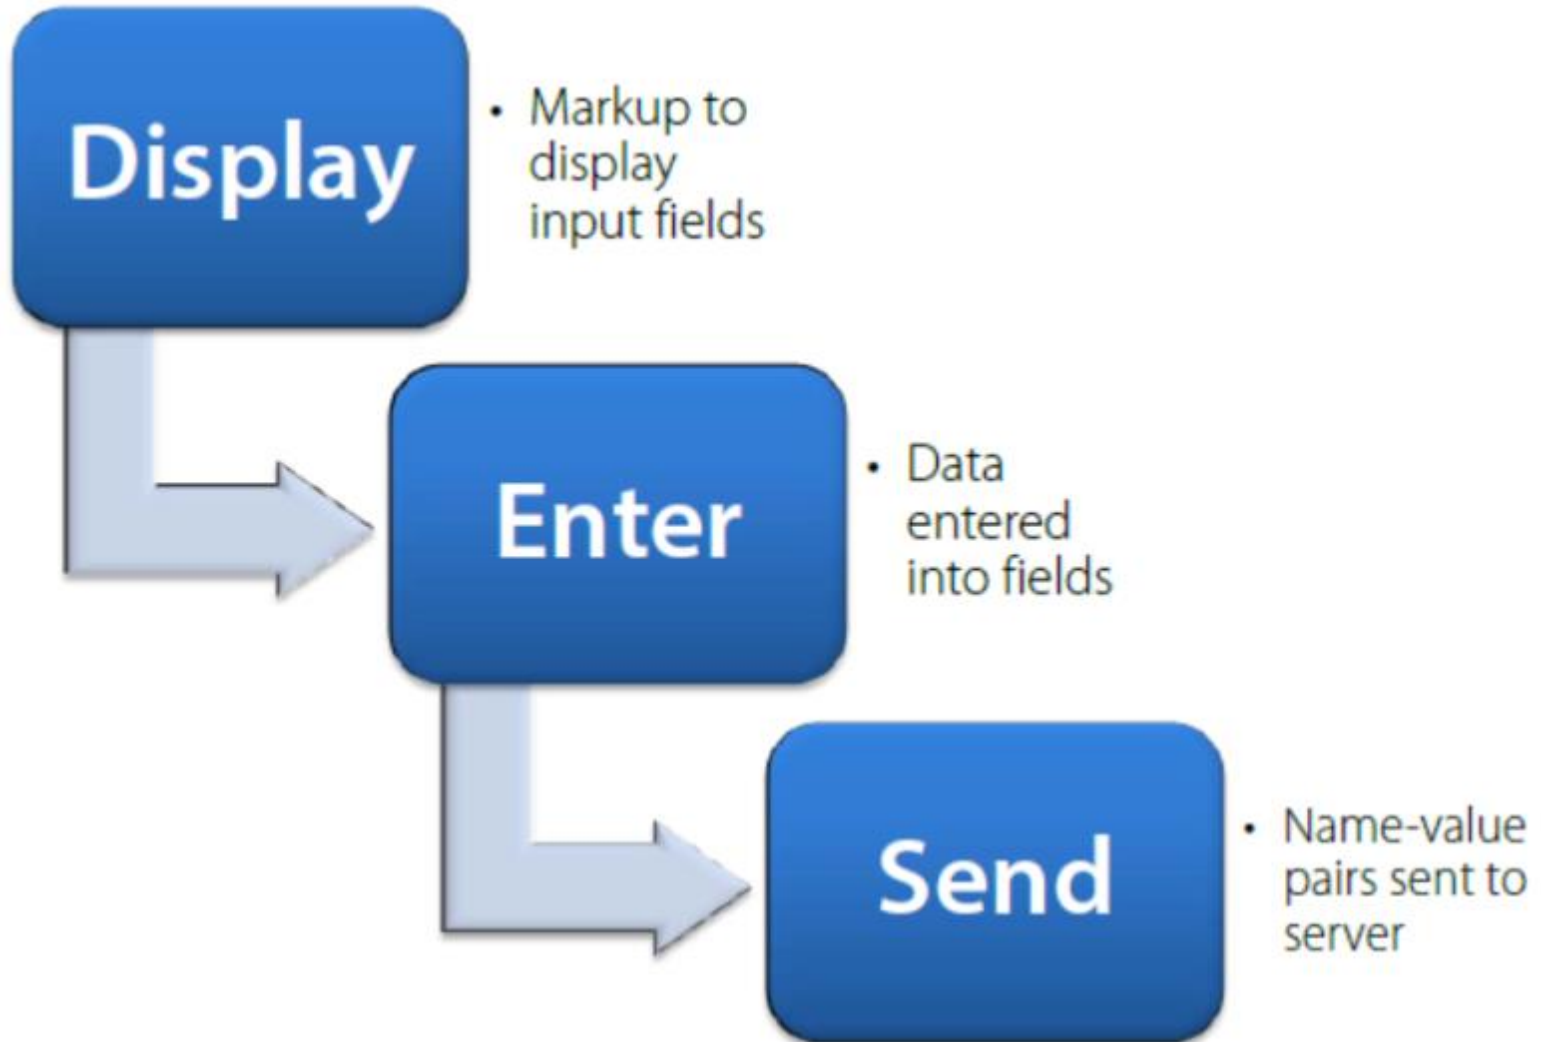 Display
• Markup to
display
input fields
Enter
• Data
entered
into fields
Send
• Name-value
pairs sent to
server